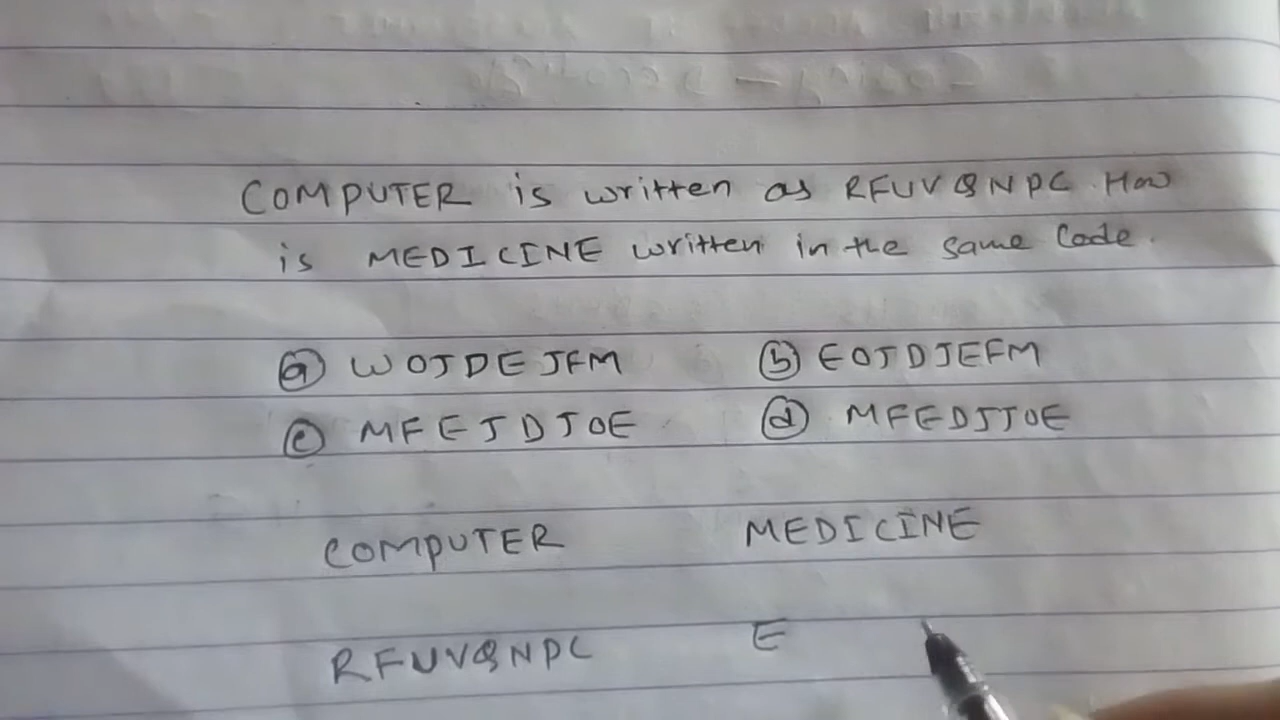 COMPUTER is written as RFUVQNPC. How
is MEDICINE written in the same Code.
(a) WOJDEJFM (b) EOJDJEFM
(c) MFEJDJOE (d) MFEDJJOE
COMPUTER MEDICINE
RFUVQNPC E